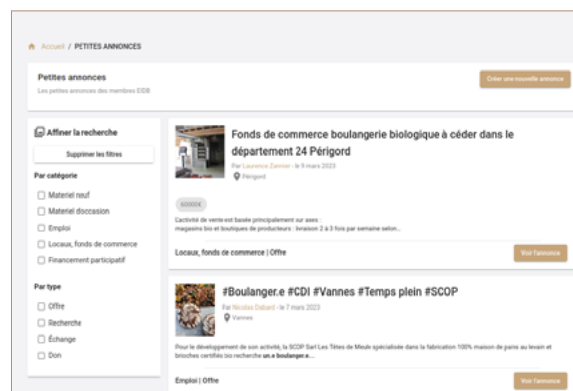 Accueil / PETITES ANNONCES
Petites annonces
Les petites annonces des membres EIDB
Créer une nouvelle annonce
Affiner la recherche
Supprimer les filtres
Par catégorie
Materiel neuf
Materiel doccasion
Emploi
Locaux, fonds de commerce
Financement participatif
Par type
Offre
Recherche
Échange
Don
Fonds de commerce boulangerie biologique à céder dans le
département 24 Périgord
Par Laurence Zannier - le 9 mars 2023
Périgord
60000€
L'activité de vente est basée principalement sur axes :
magasins bio et boutiques de producteurs : livraison 2 à 3 fois par semaine selon...
Locaux, fonds de commerce | Offre
Voir l'annonce
#Boulanger.e #CDI #Vannes #Temps plein #SCOP
Par Nicolas Dabard - le 7 mars 2023
Vannes
Pour le développement de son activité, la SCOP Sarl Les Têtes de Meule spécialisée dans la fabrication 100% maison de pains au levain et
brioches certifiés bio recherche un.e boulanger.e...
Emploi | Offre
Voir l'annonce